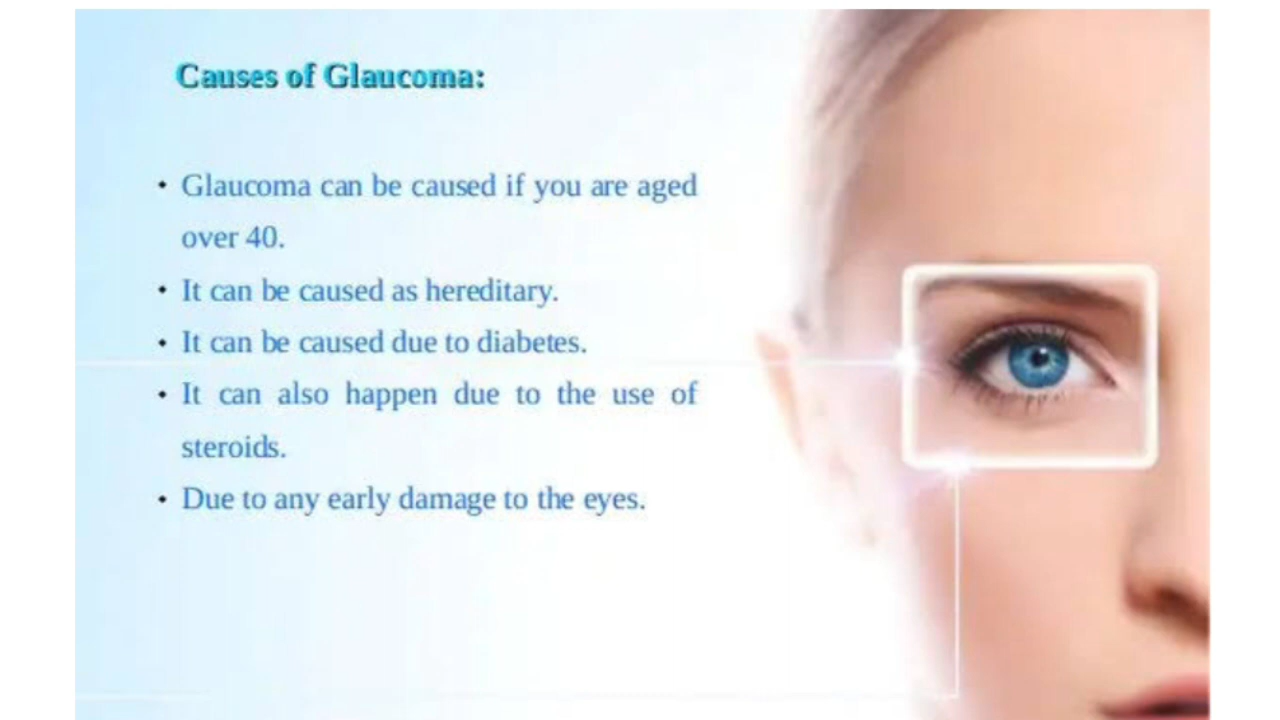 Causes of Glaucoma:
• Glaucoma can be caused if you are aged
over 40.
• It can be caused as hereditary.
• It can be caused due to diabetes.
• It can also happen due to the use of
steroids.
• Due to any early damage to the eyes.